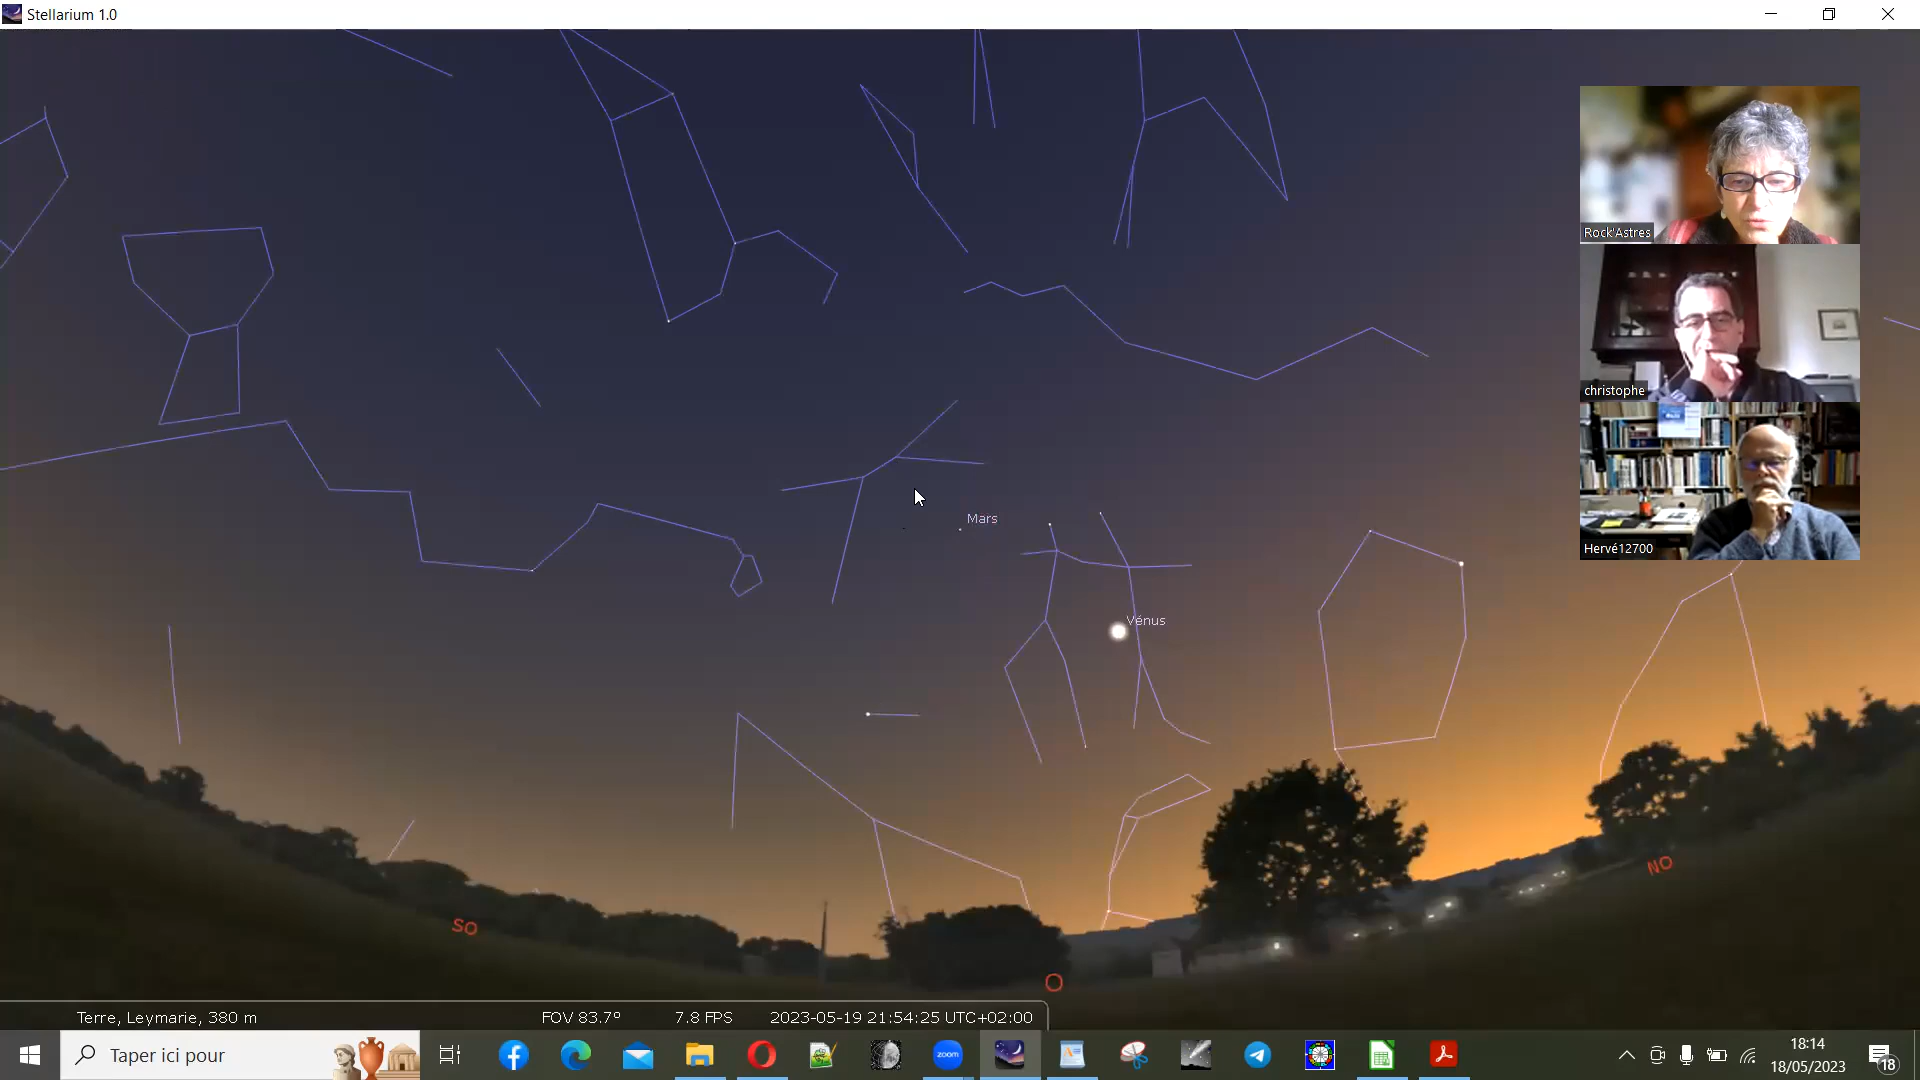 Stellarium 1.0
Rock'Astres
christophe
Hervé12700
Mars
Vénus
NO
SO
O
Terre, Leymarie, 380 m FOV 83.7° 7.8 FPS 2023-05-19 21:54:25 UTC+02:00
Taper ici pour
zoom
18:14
18/05/2023
18